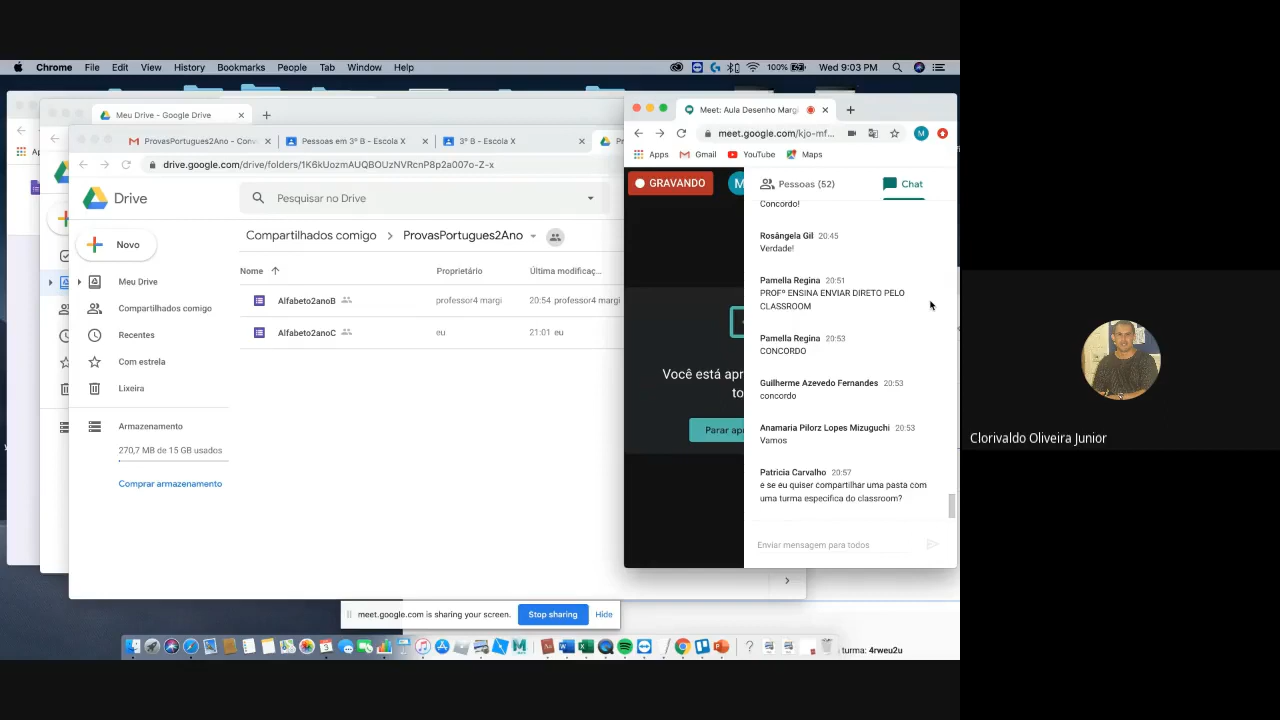 Chrome File Edit View History Bookmarks People Tab Window Help
100% Wed 9:03 PM
Meu Drive - Google Drive
ProvasPortugues2Ano - Conv
Pessoas em 3º B - Escola X
3º B - Escola X
drive.google.com/drive/folders/1K6kUozmAUQBOUzNVRcnP8p2a007o-Z-x
Drive
Pesquisar no Drive
Novo
Compartilhados comigo > ProvasPortugues2Ano
Nome
Proprietário
Última modificaç...
Alfabeto2anoB
professor4 margi
20:54 professor4 margi
Alfabeto2anoC
eu
21:01 eu
Meu Drive
Compartilhados comigo
Recentes
Com estrela
Lixeira
Armazenamento
270,7 MB de 15 GB usados
Comprar armazenamento
Meet: Aula Desenho Margi
meet.google.com/kjo-mf...
M
Apps
Gmail
YouTube
Maps
GRAVANDO
M
Pessoas (52)
Chat
Concordo!
Rosângela Gil 20:45
Verdade!
Pamella Regina 20:51
PROFª ENSINA ENVIAR DIRETO PELO
CLASSROOM
Pamella Regina 20:53
CONCORDO
Guilherme Azevedo Fernandes 20:53
concordo
Anamaria Pilorz Lopes Mizuguchi 20:53
Vamos
Patricia Carvalho 20:57
e se eu quiser compartilhar uma pasta com
uma turma especifica do classroom?
Enviar mensagem para todos
Você está apr
to
Parar apr
meet.google.com is sharing your screen.
Stop sharing
Hide
turma: 4rweu2u
Clorivaldo Oliveira Junior